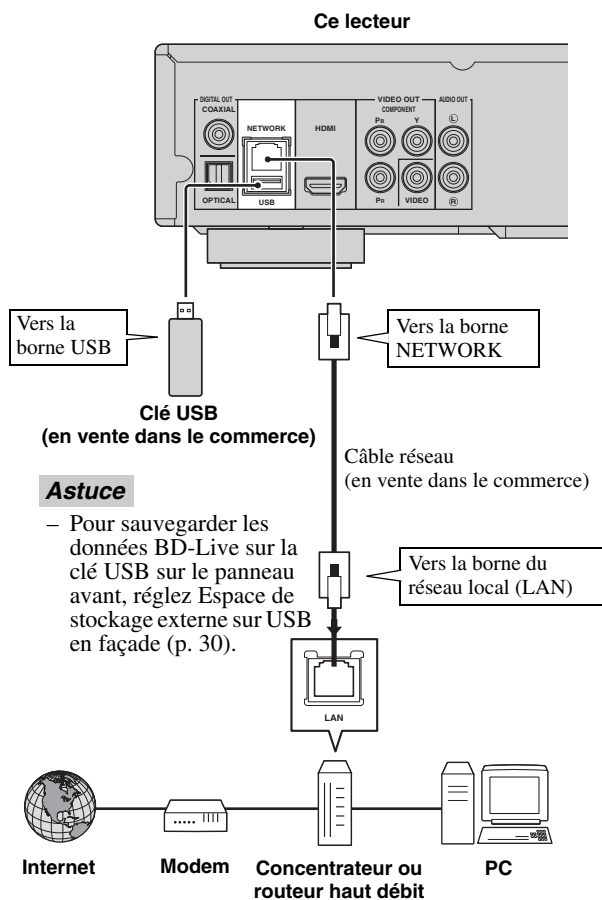 Ce lecteur
DIGITAL OUT
COAXIAL
OPTICAL
NETWORK
USB
HDMI
VIDEO OUT
COMPONENT
PB
Y
PR
VIDEO
AUDIO OUT
L
R
Vers la
borne USB
Vers la borne
NETWORK
Clé USB
(en vente dans le commerce)
Câble réseau
(en vente dans le commerce)
Astuce
– Pour sauvegarder les
données BD-Live sur la
clé USB sur le panneau
avant, réglez Espace de
stockage externe sur USB
en façade (p. 30).
Vers la borne du
réseau local (LAN)
LAN
Internet
Modem
Concentrateur ou
routeur haut débit
PC